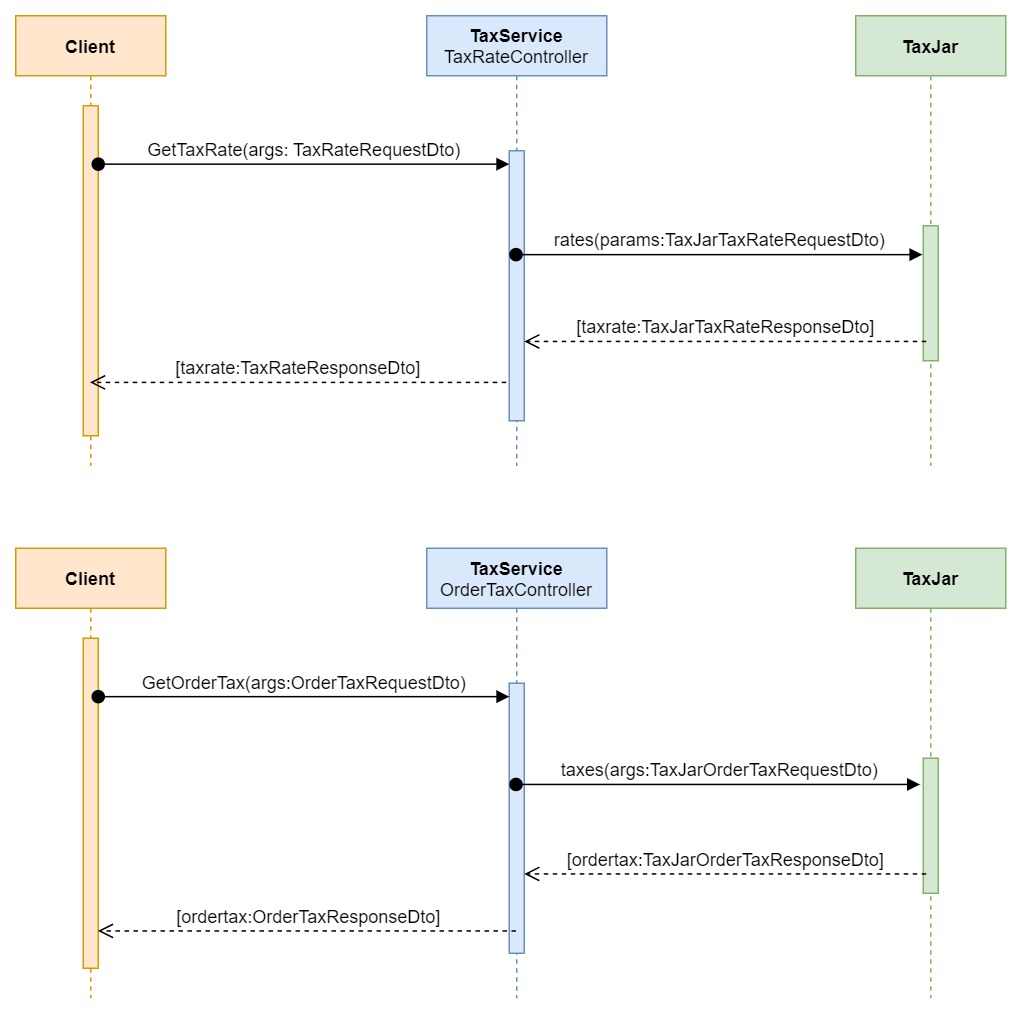 Client
TaxService
TaxRateController
TaxJar
GetTaxRate(args: TaxRateRequestDto)
rates(params:TaxJarTaxRateRequestDto)
[taxrate:TaxJarTaxRateResponseDto]
[taxrate:TaxRateResponseDto]
Client
TaxService
OrderTaxController
TaxJar
GetOrderTax(args:OrderTaxRequestDto)
taxes(args:TaxJarOrderTaxRequestDto)
[ordertax:TaxJarOrderTaxResponseDto]
[ordertax:OrderTaxResponseDto]